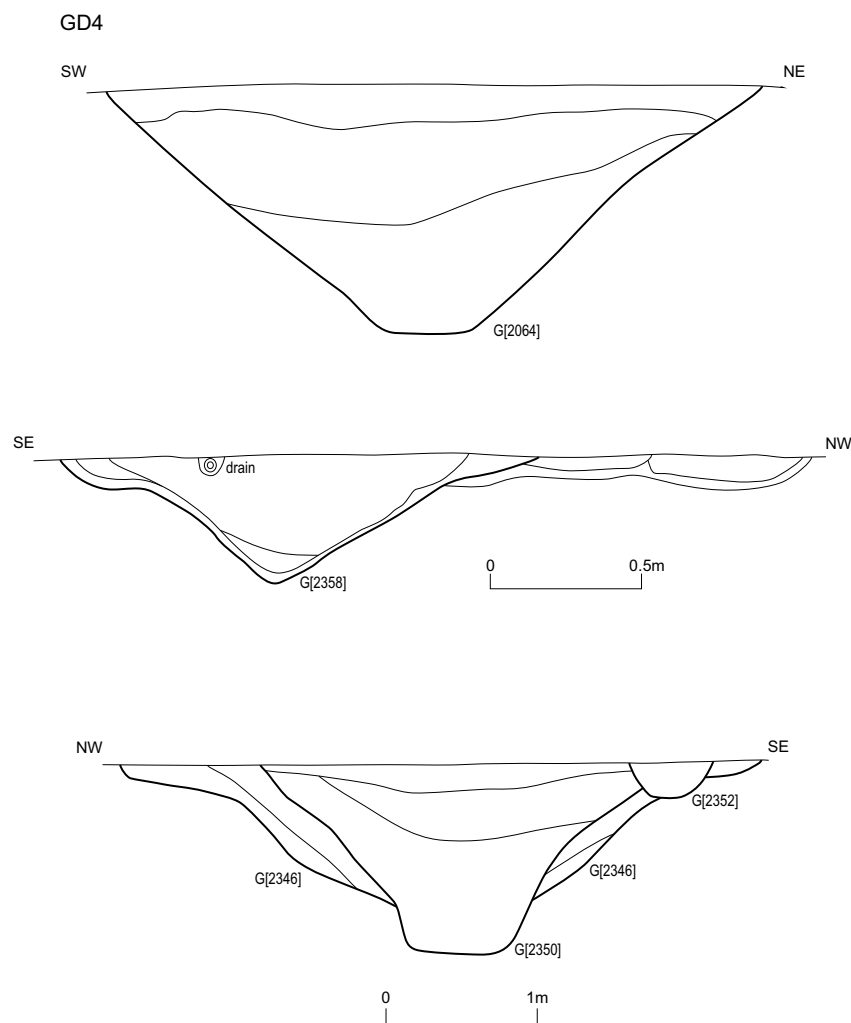 GD4
SW NE
G[2064]
SE NW
drain
0 0.5m
G[2358]
NW SE
G[2352]
G[2346] G[2346]
G[2350]
0 1m